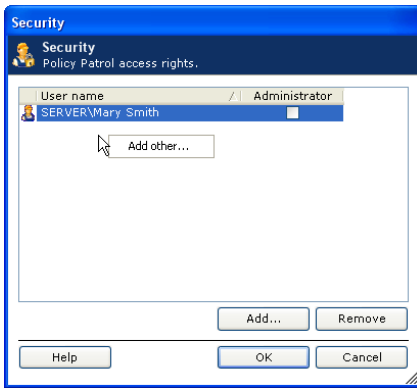 Security
Security
Policy Patrol access rights.
User name / Administrator
SERVER\Mary Smith
Add other...
Add... Remove
Help OK Cancel